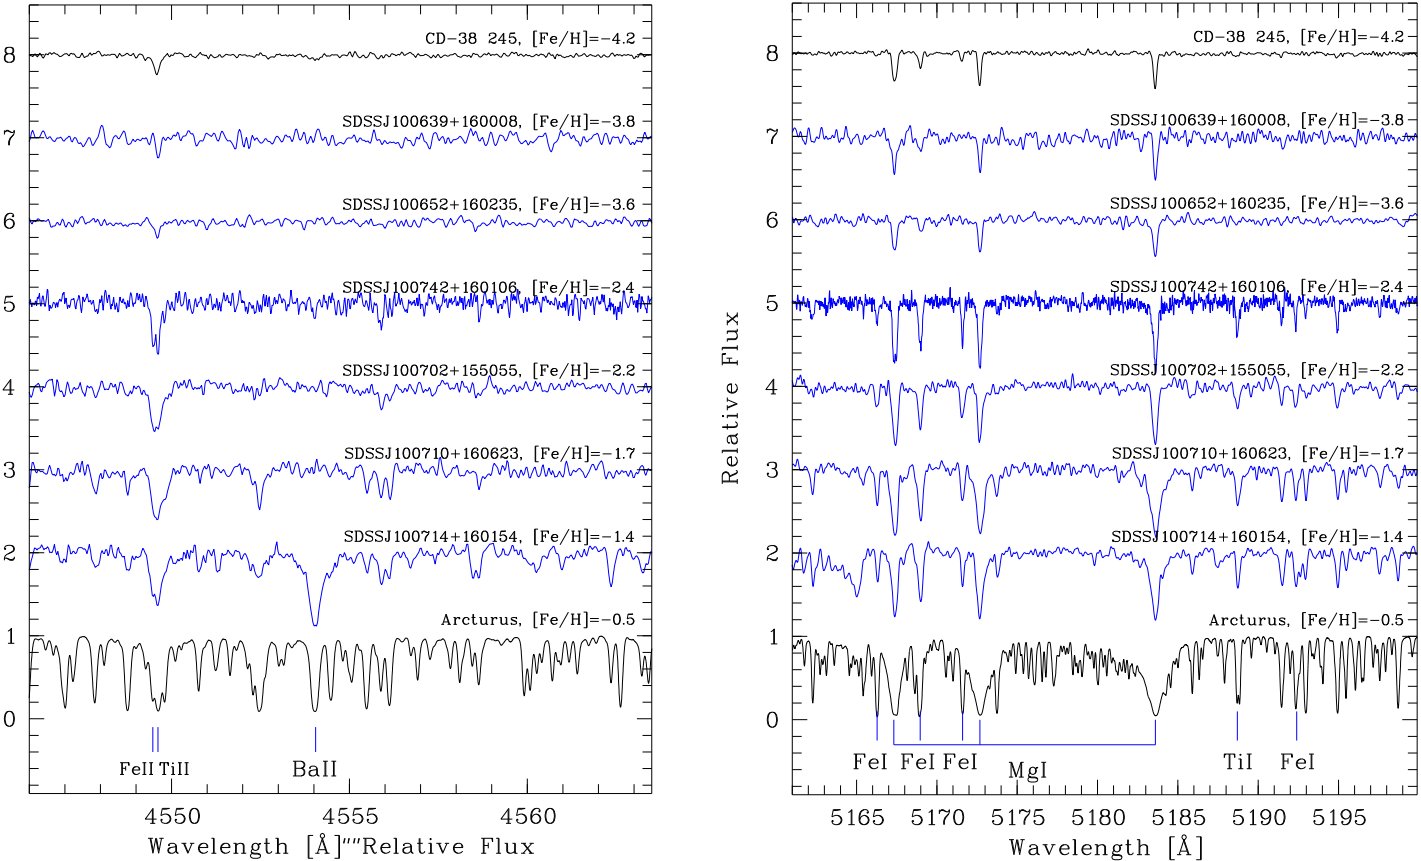 CD-38 245, [Fe/H]=-4.2
8
SDSSJ100639+160008, [Fe/H]=-3.8
7
SDSSJ100652+160235, [Fe/H]=-3.6
6
SDSSJ100742+160106, [Fe/H]=-2.4
5
SDSSJ100702+155055, [Fe/H]=-2.2
4
SDSSJ100710+160623, [Fe/H]=-1.7
3
SDSSJ100714+160154, [Fe/H]=-1.4
2
Arcturus, [Fe/H]=-0.5
1
0
FeII TiII BaII
4550 4555 4560
Wavelength [Å]""Relative Flux
Relative Flux
CD-38 245, [Fe/H]=-4.2
8
SDSSJ100639+160008, [Fe/H]=-3.8
7
SDSSJ100652+160235, [Fe/H]=-3.6
6
SDSSJ100742+160106, [Fe/H]=-2.4
5
SDSSJ100702+155055, [Fe/H]=-2.2
4
SDSSJ100710+160623, [Fe/H]=-1.7
3
SDSSJ100714+160154, [Fe/H]=-1.4
2
Arcturus, [Fe/H]=-0.5
1
0
FeI FeI FeI MgI TiI FeI
5165 5170 5175 5180 5185 5190 5195
Wavelength [Å]